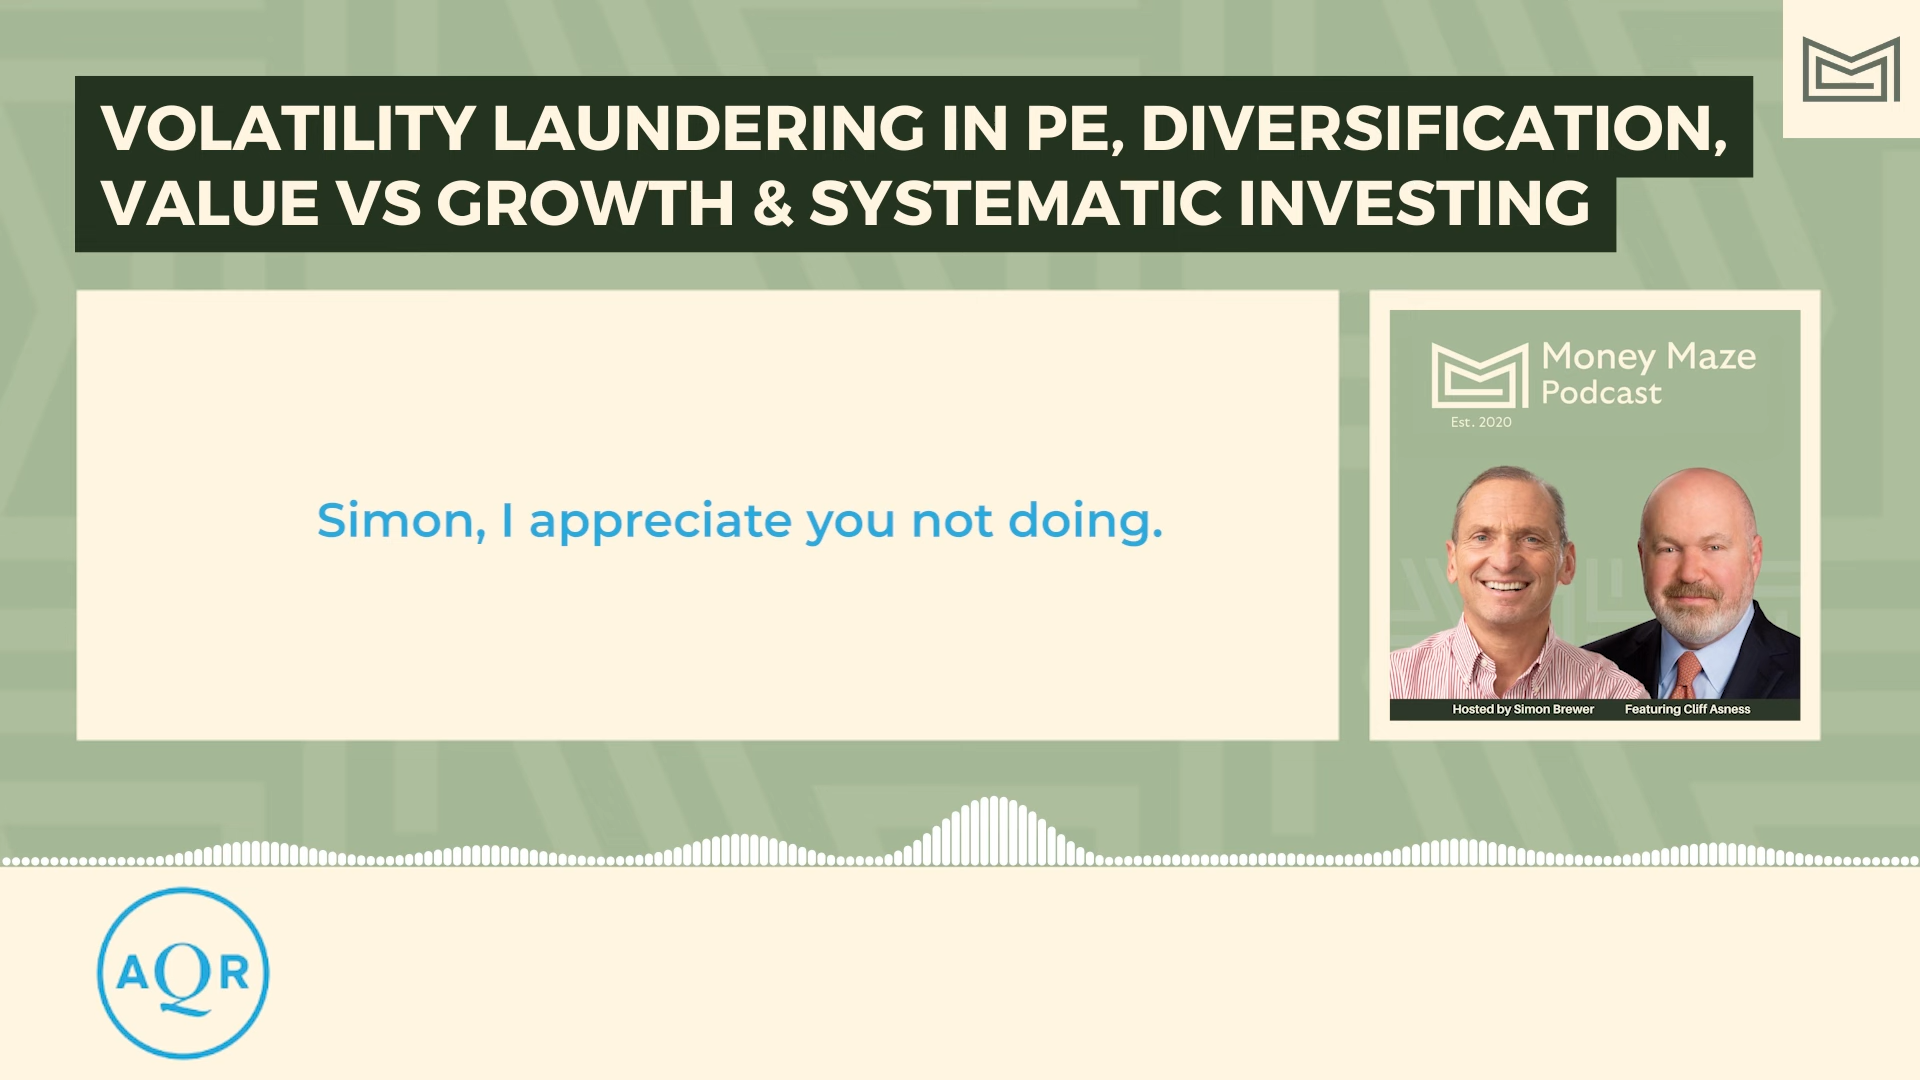 VOLATILITY LAUNDERING IN PE, DIVERSIFICATION,
VALUE VS GROWTH & SYSTEMATIC INVESTING
Simon, I appreciate you not doing.
Money Maze
Podcast
Est. 2020
Hosted by Simon Brewer Featuring Cliff Asness
AQR